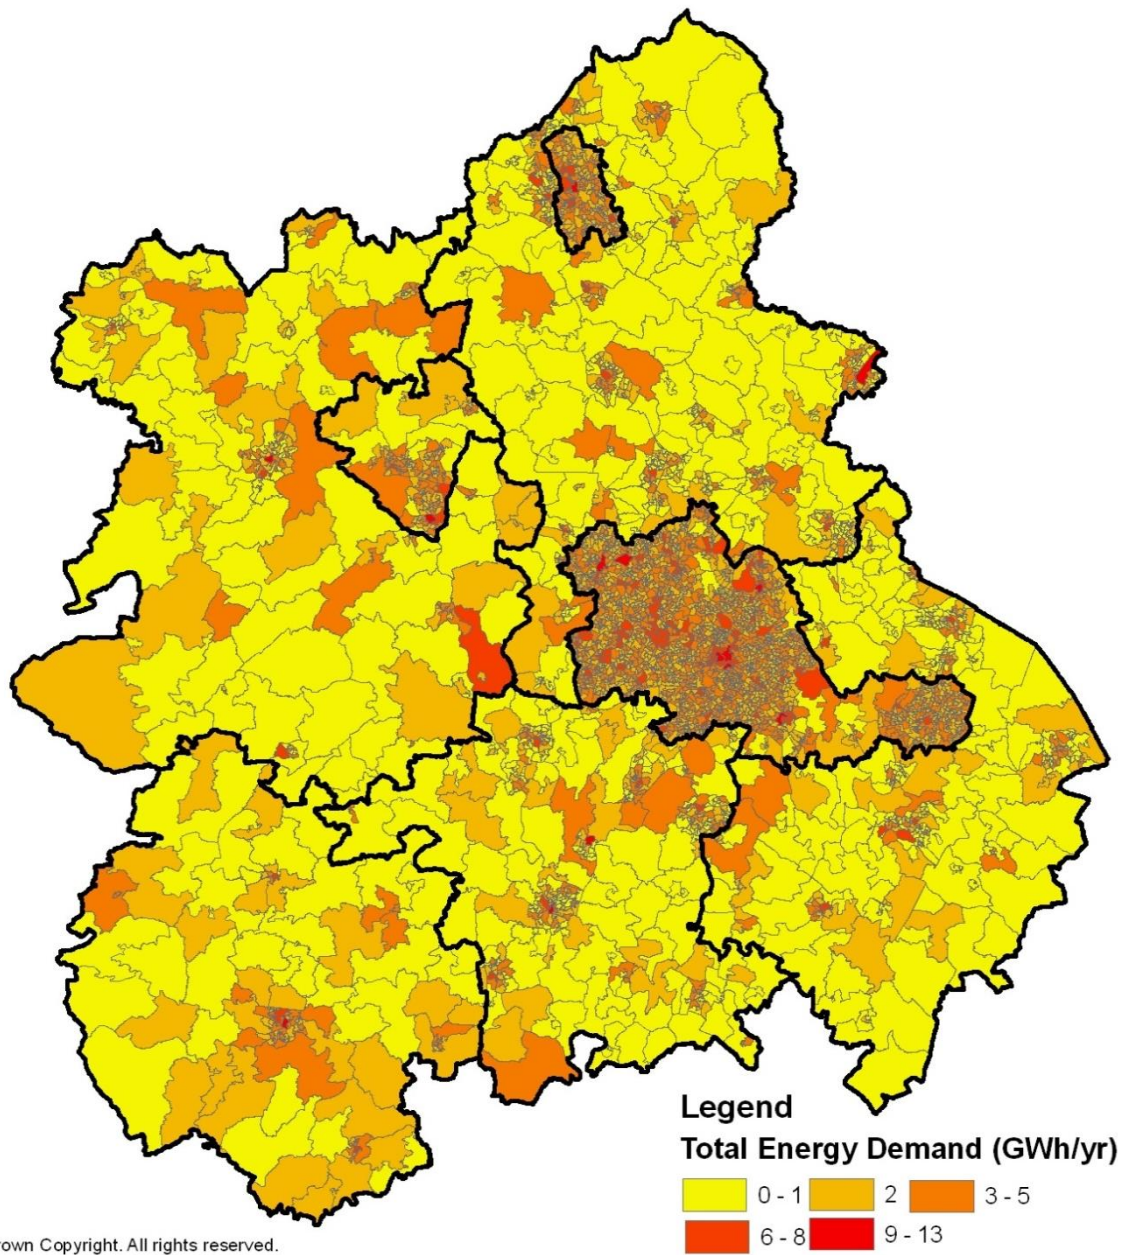 Legend
Total Energy Demand (GWh/yr)
0 - 1 2 3 - 5
6 - 8 9 - 13
own Copyright. All rights reserved.